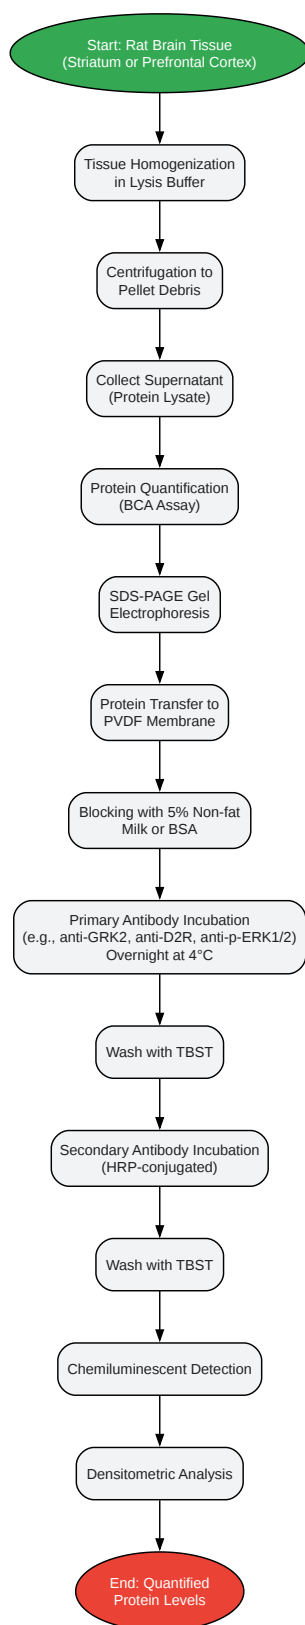 Start: Rat Brain Tissue
(Striatum or Prefrontal Cortex)
Tissue Homogenization
in Lysis Buffer
Centrifugation to
Pellet Debris
Collect Supernatant
(Protein Lysate)
Protein Quantification
(BCA Assay)
SDS-PAGE Gel
Electrophoresis
Protein Transfer to
PVDF Membrane
Blocking with 5% Non-fat
Milk or BSA
Primary Antibody Incubation
(e.g., anti-GRK2, anti-D2R, anti-p-ERK1/2)
Overnight at 4°C
Wash with TBST
Secondary Antibody Incubation
(HRP-conjugated)
Wash with TBST
Chemiluminescent Detection
Densitometric Analysis
End: Quantified
Protein Levels